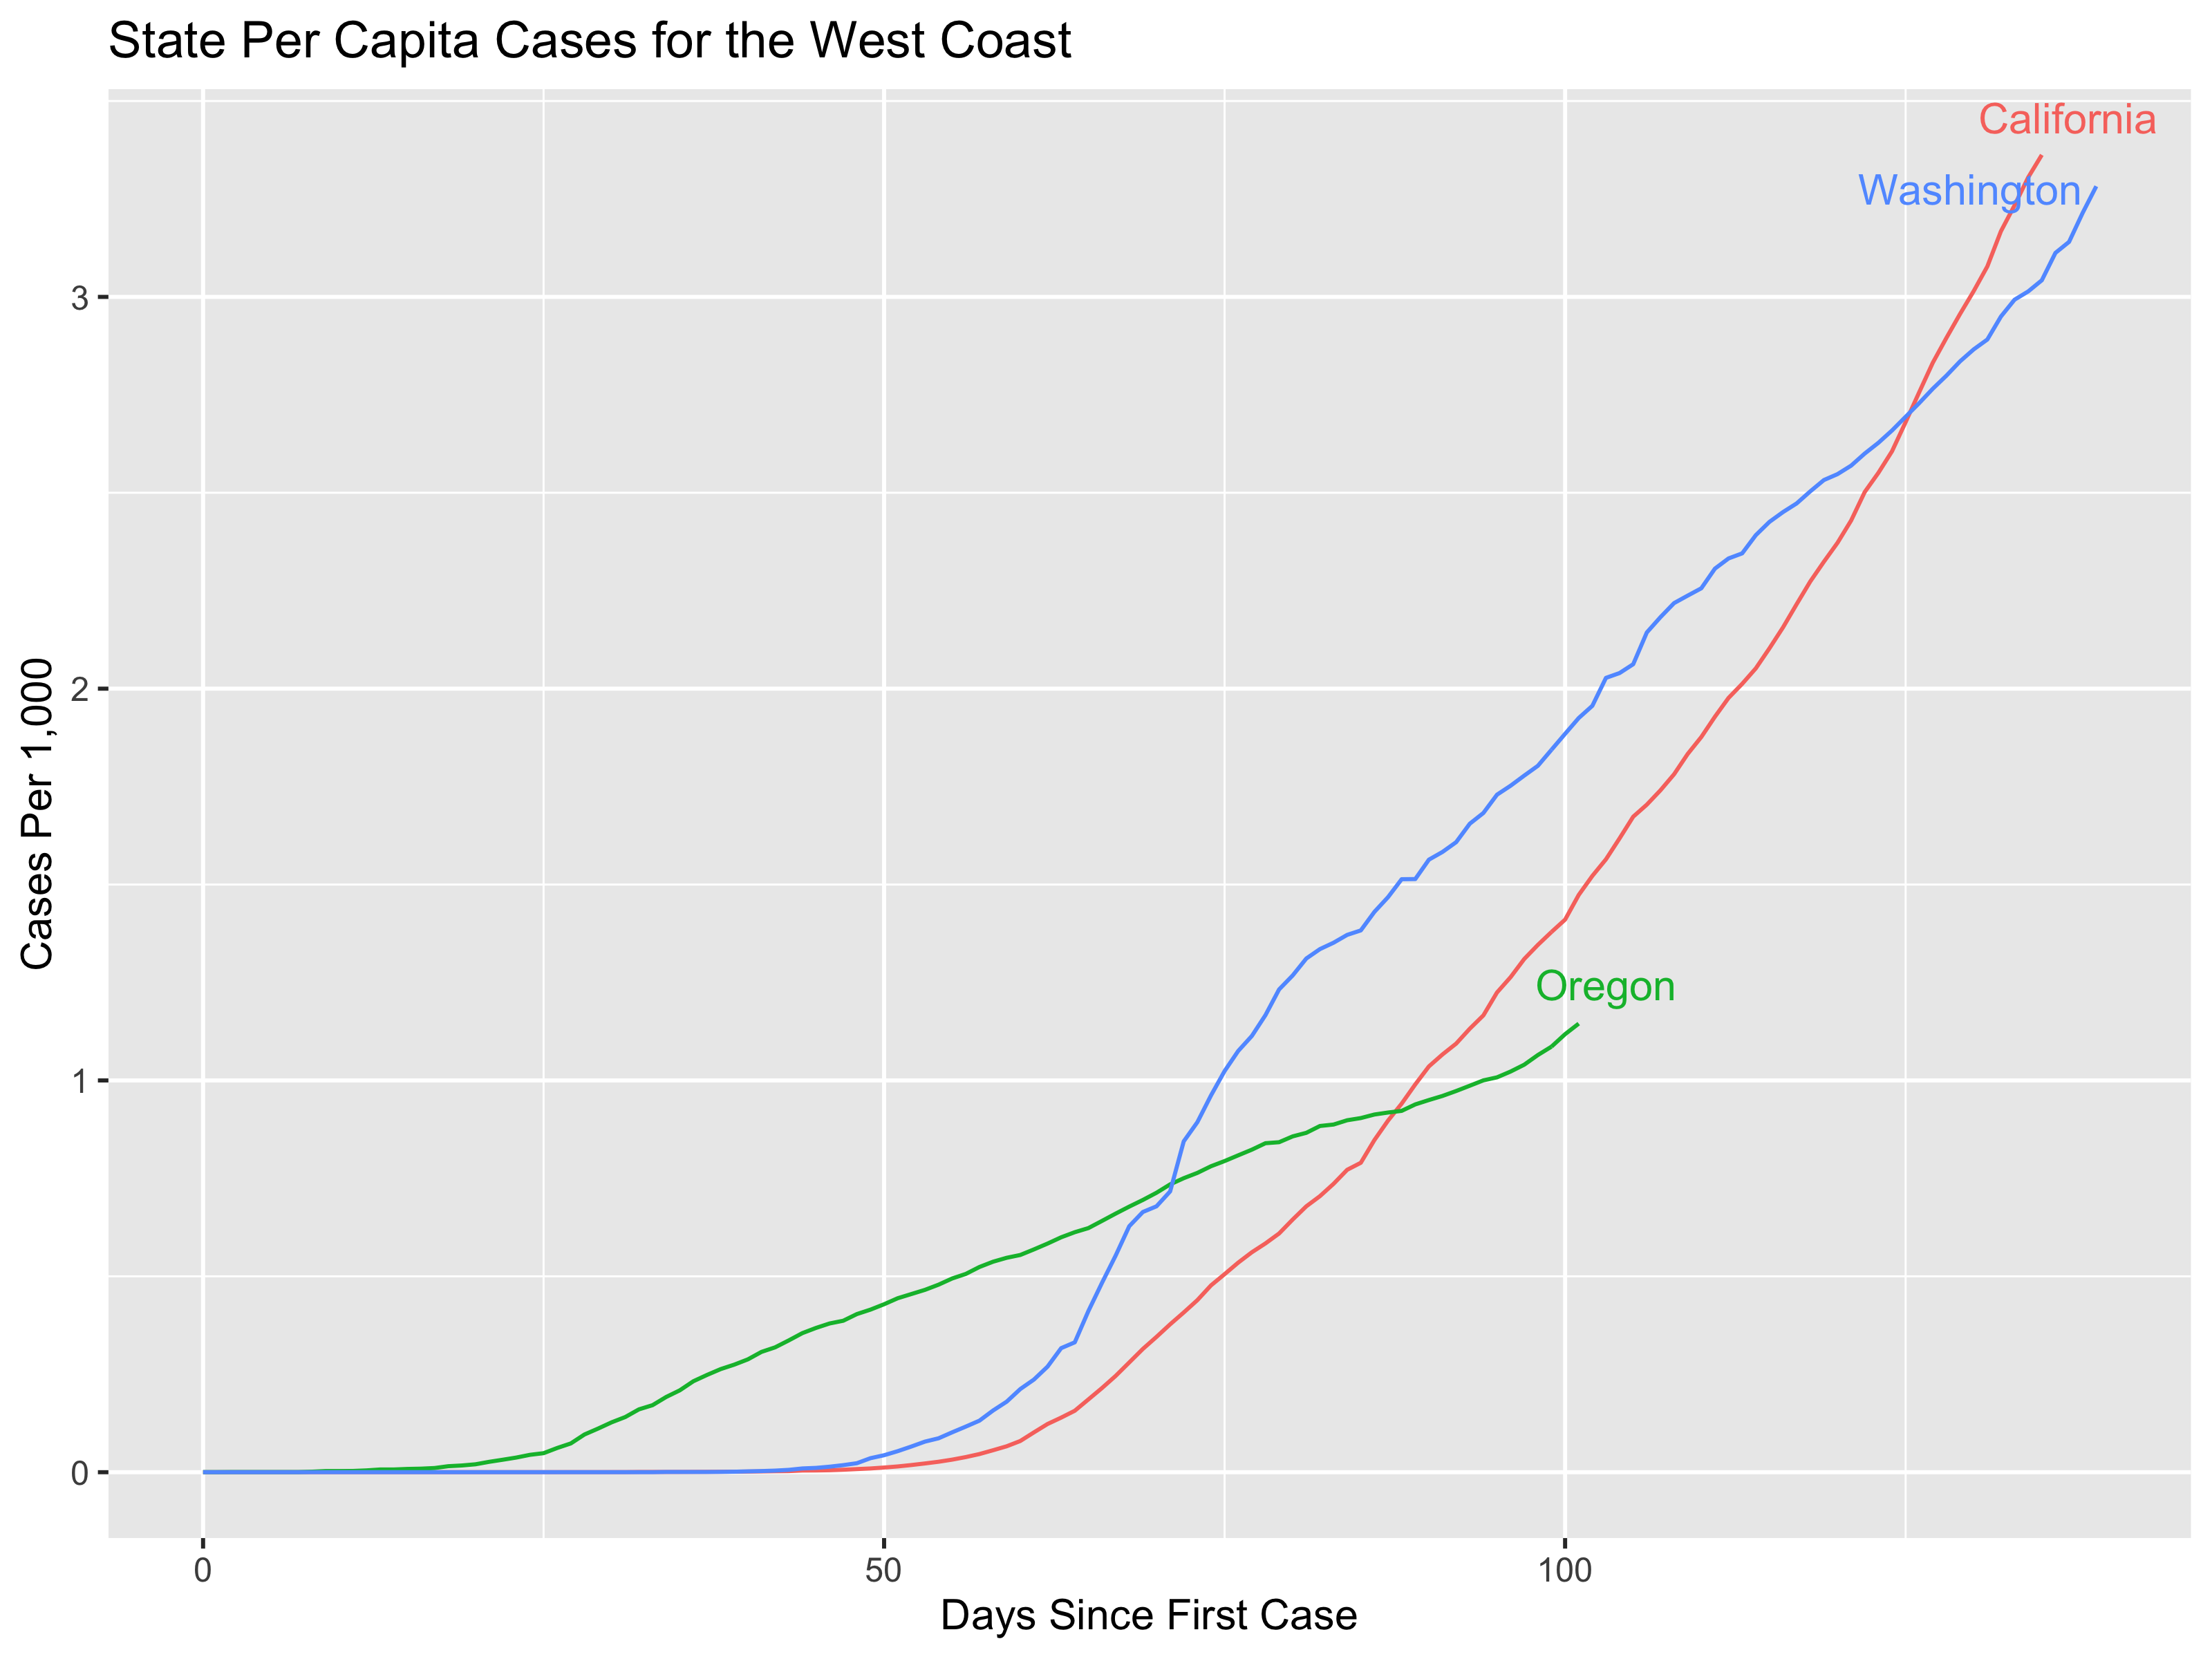 State Per Capita Cases for the West Coast
California
Washington
3
2
Cases Per 1,000
Oregon
1
0
0 50 100
Days Since First Case